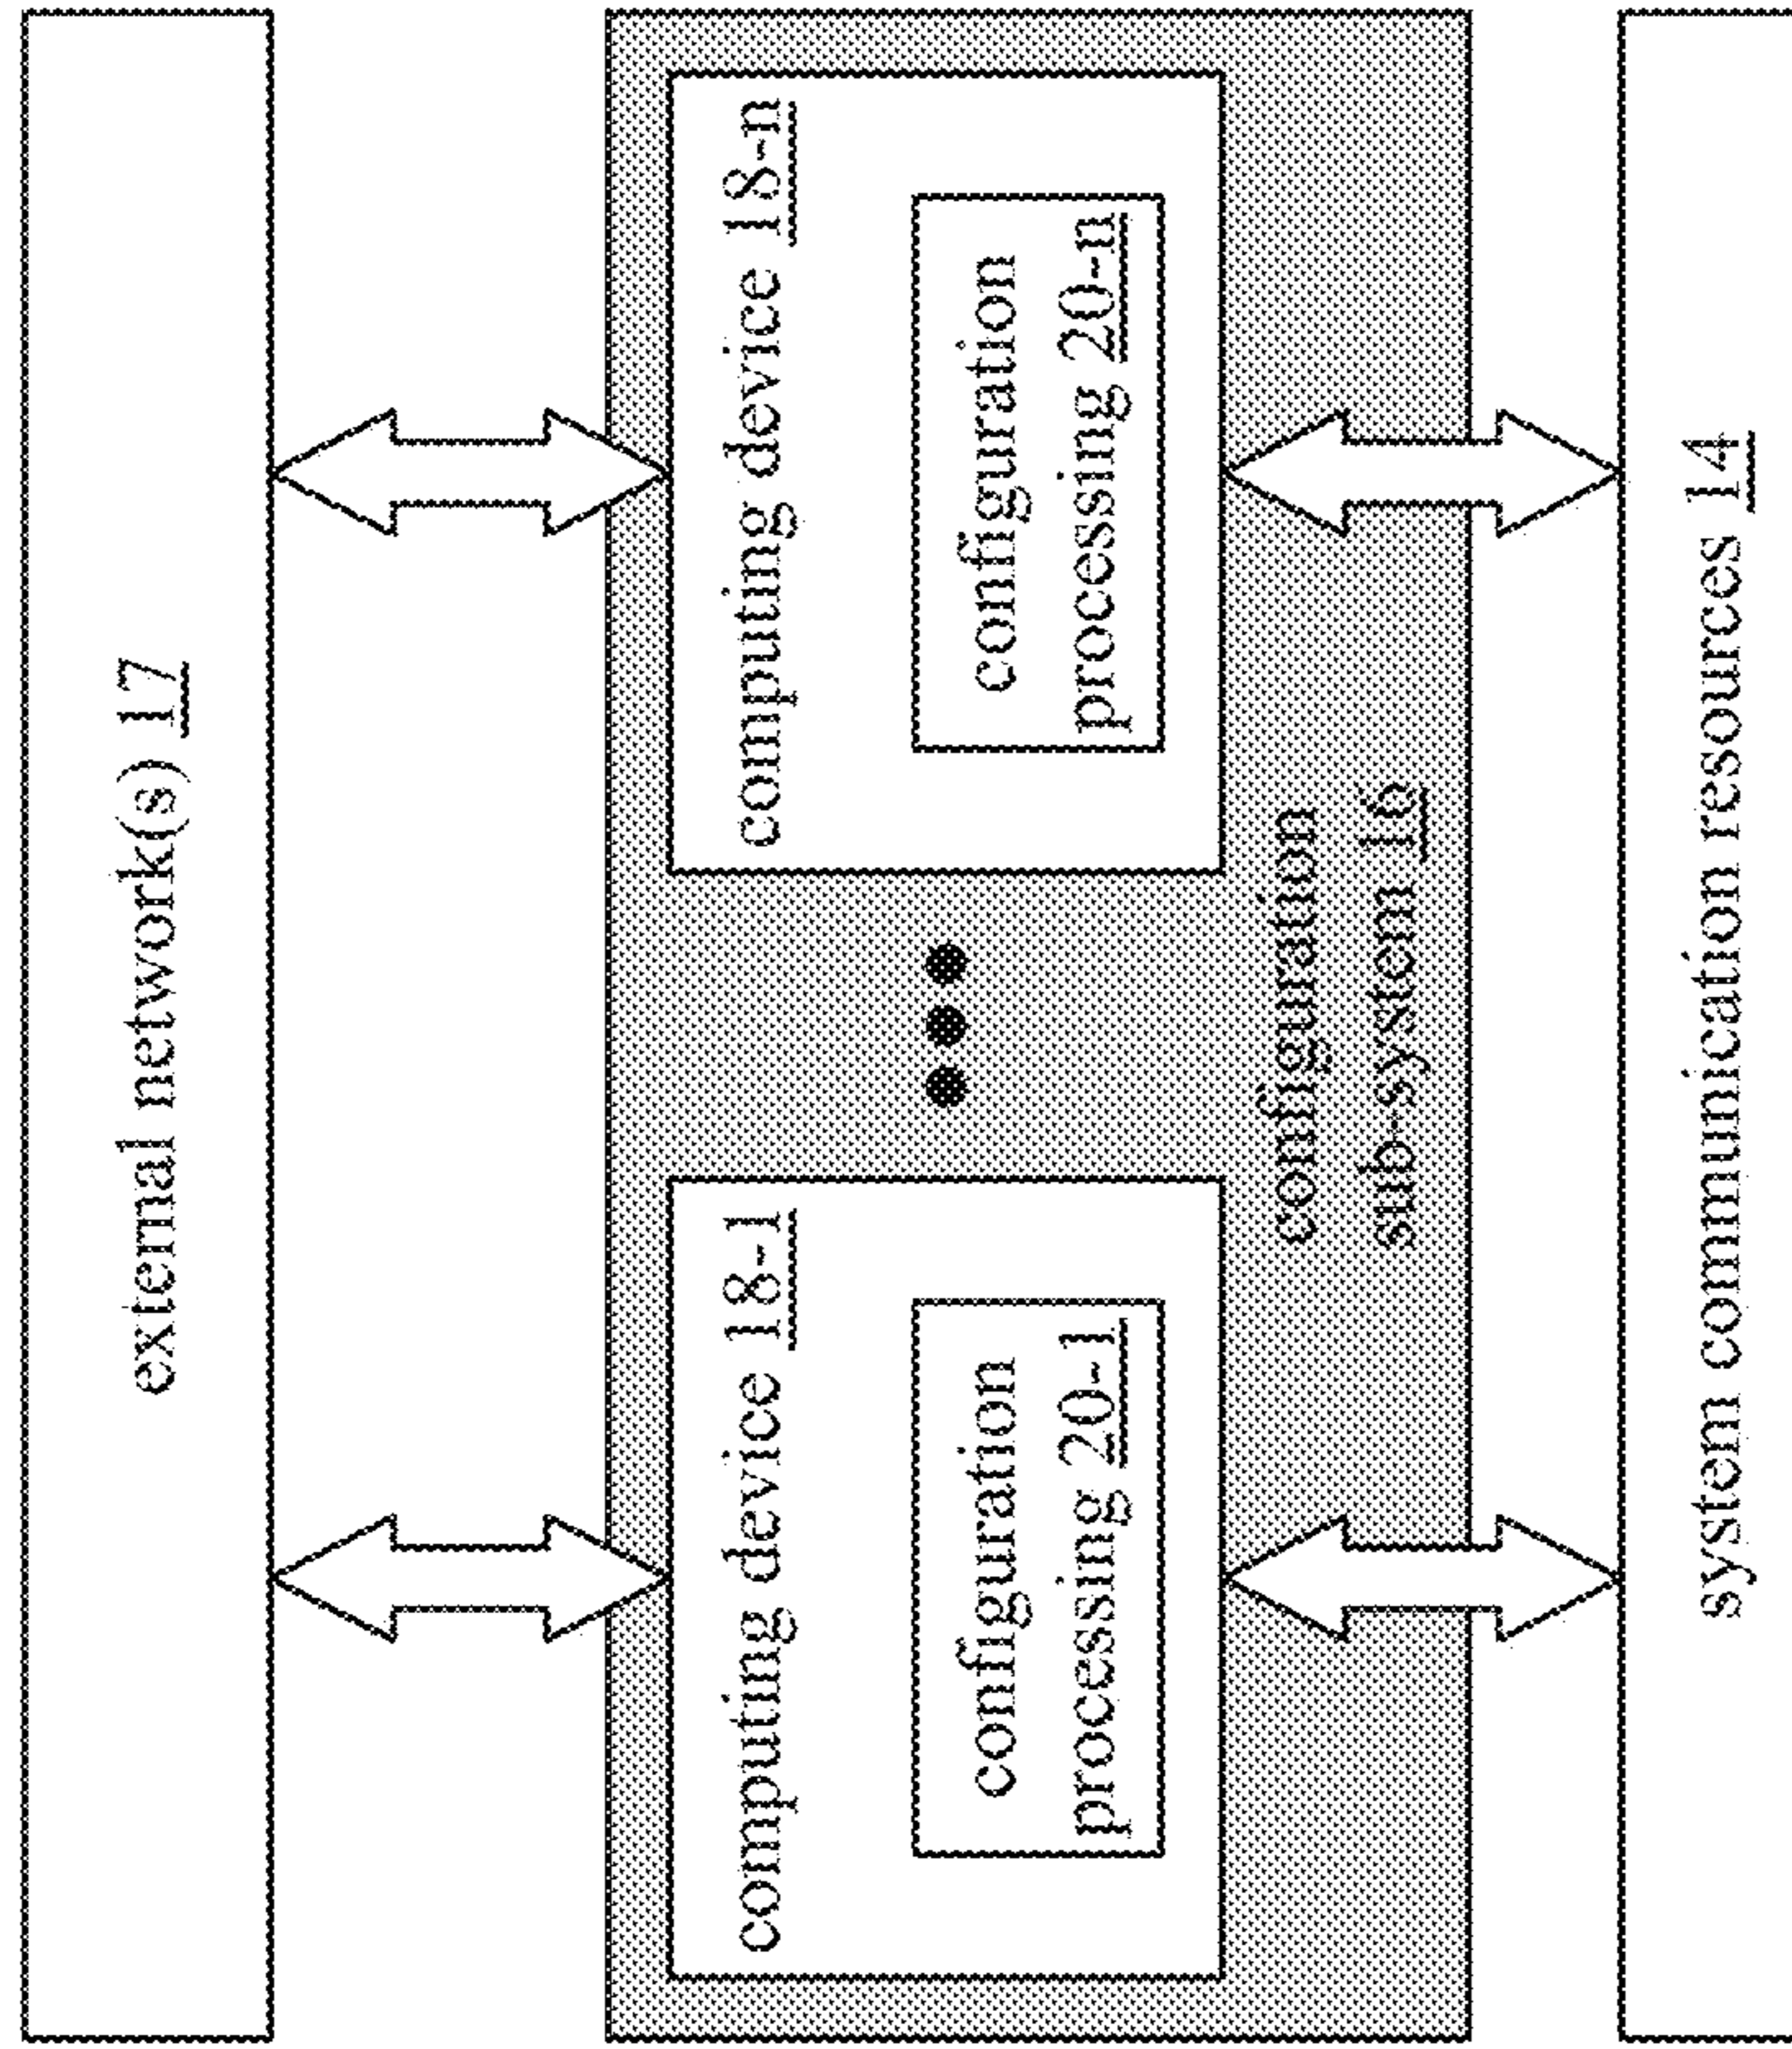 external network(s) 17
computing device 18-1
configuration
processing 20-1
computing device 18-n
configuration
processing 20-n
configuration
sub-system 16
system communication resources 14